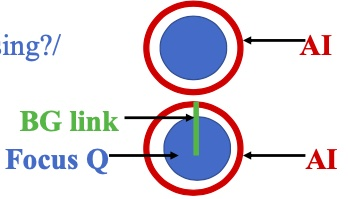 sing?/
AI
BG link
Focus Q
AI